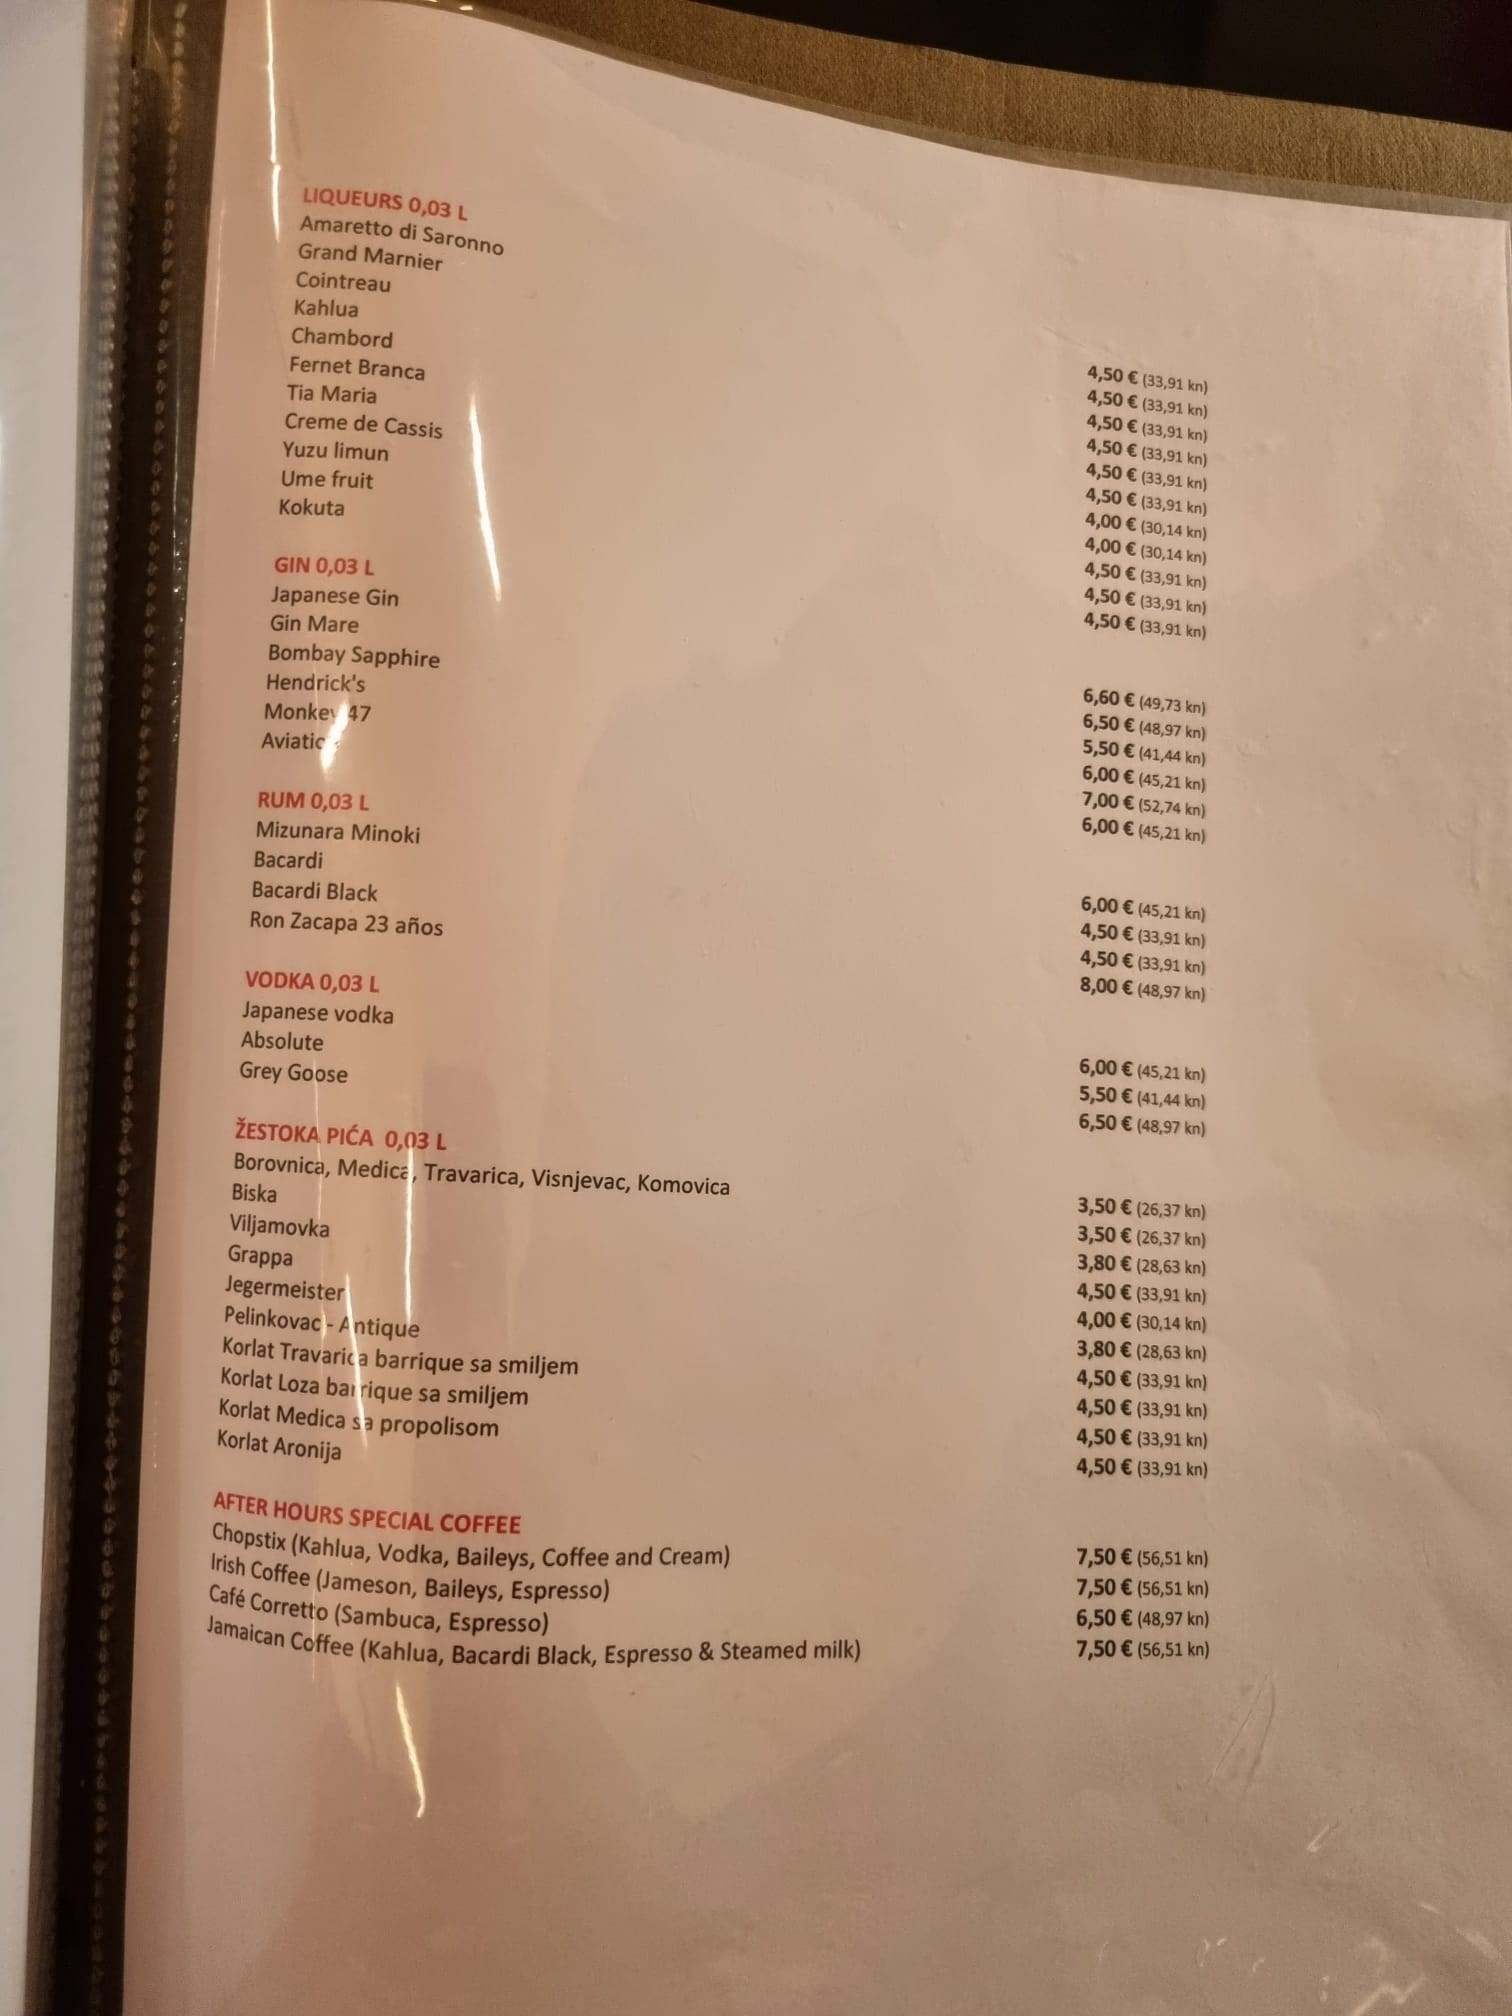 LIQUEURS 0,03 L
Amaretto di Saronno 4,50 € (33,91 kn)
Grand Marnier 4,50 € (33,91 kn)
Cointreau 4,50 € (33,91 kn)
Kahlua 4,50 € (33,91 kn)
Chambord 4,50 € (33,91 kn)
Fernet Branca 4,50 € (33,91 kn)
Tia Maria 4,00 € (30,14 kn)
Creme de Cassis 4,00 € (30,14 kn)
Yuzu limun 4,50 € (33,91 kn)
Ume fruit 4,50 € (33,91 kn)
Kokuta 4,50 € (33,91 kn)
GIN 0,03 L
Japanese Gin 6,60 € (49,73 kn)
Gin Mare 6,50 € (48,97 kn)
Bombay Sapphire 5,50 € (41,44 kn)
Hendrick's 6,00 € (45,21 kn)
Monkey 47 7,00 € (52,74 kn)
6,00 € (45,21 kn)
RUM 0,03 L
Mizunara Minoki 6,00 € (45,21 kn)
Bacardi 4,50 € (33,91 kn)
Bacardi Black 4,50 € (33,91 kn)
Ron Zacapa 23 años 8,00 € (48,97 kn)
VODKA 0,03 L
Japanese vodka 6,00 € (45,21 kn)
Absolute 5,50 € (41,44 kn)
Grey Goose 6,50 € (48,97 kn)
ŽESTOKA PIĆA 0,03 L
Borovnica, Medica, Travarica, Visnjevac, Komovica 3,50 € (26,37 kn)
Biska 3,50 € (26,37 kn)
Viljamovka 3,80 € (28,63 kn)
Grappa 4,50 € (33,91 kn)
Jegermeister 4,00 € (30,14 kn)
Pelinkovac - Antique 3,80 € (28,63 kn)
Korlat Travarica barrique sa smiljem 4,50 € (33,91 kn)
Korlat Loza barrique sa smiljem 4,50 € (33,91 kn)
Korlat Medica sa propolisom 4,50 € (33,91 kn)
Korlat Aronija 4,50 € (33,91 kn)
AFTER HOURS SPECIAL COFFEE
Chopstix (Kahlua, Vodka, Baileys, Coffee and Cream) 7,50 € (56,51 kn)
Irish Coffee (Jameson, Baileys, Espresso) 7,50 € (56,51 kn)
Café Corretto (Sambuca, Espresso) 6,50 € (48,97 kn)
Jamaican Coffee (Kahlua, Bacardi Black, Espresso & Steamed milk) 7,50 € (56,51 kn)